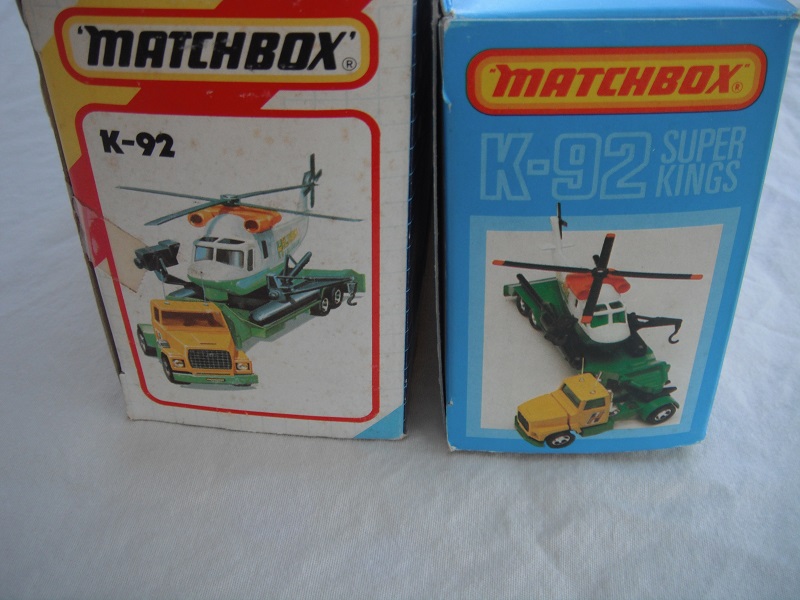 'MATCHBOX'®
K-92
"MATCHBOX"®
K-92 SUPER
KINGS